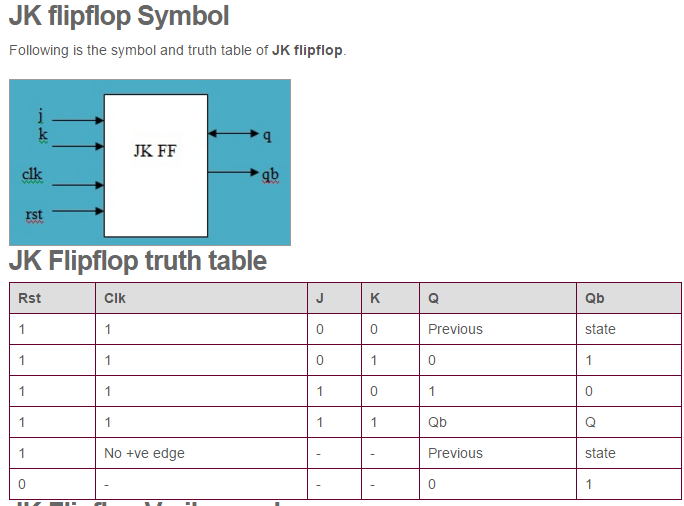 JK flipflop Symbol
Following is the symbol and truth table of JK flipflop.
j
k
clk
rst
JK FF
q
qb
JK Flipflop truth table
Rst Clk J K Q Qb
1 1 0 0 Previous state
1 1 0 1 0 1
1 1 1 0 1 0
1 1 1 1 Qb Q
1 No +ve edge - - Previous state
0 - - - 0 1